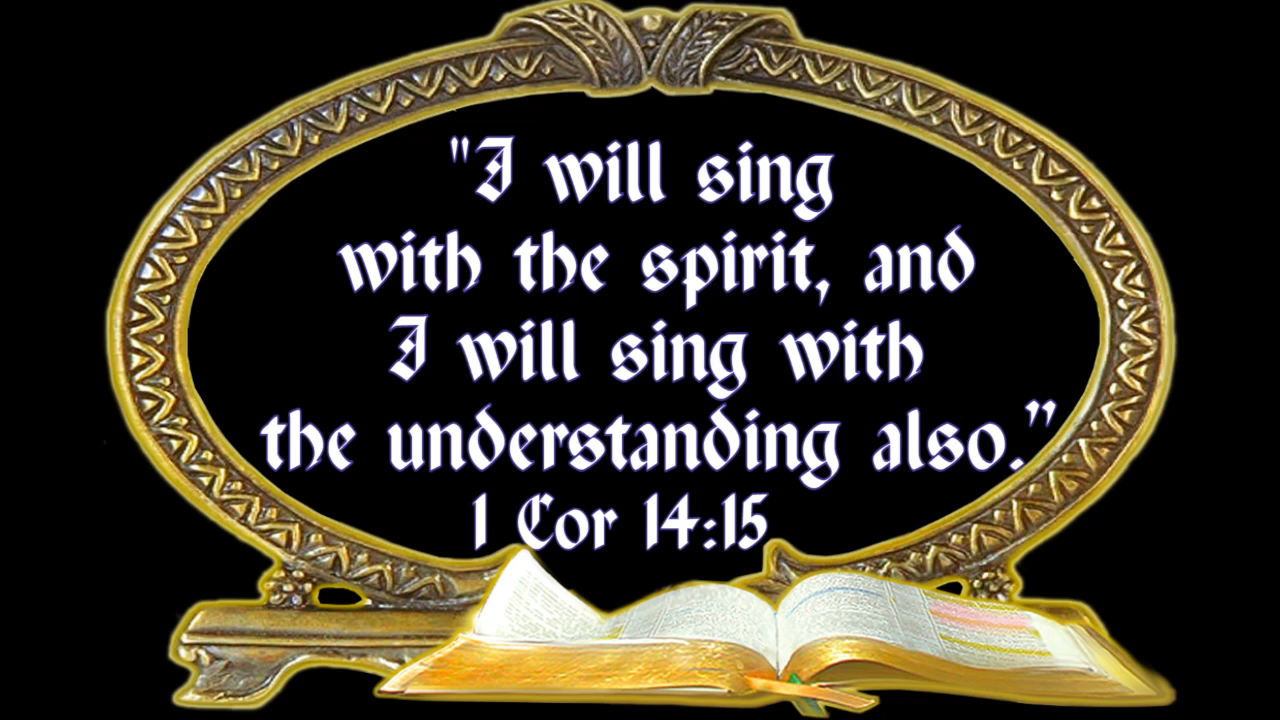 "I will sing
with the spirit, and
I will sing with
the understanding also.”
1 Cor 14:15